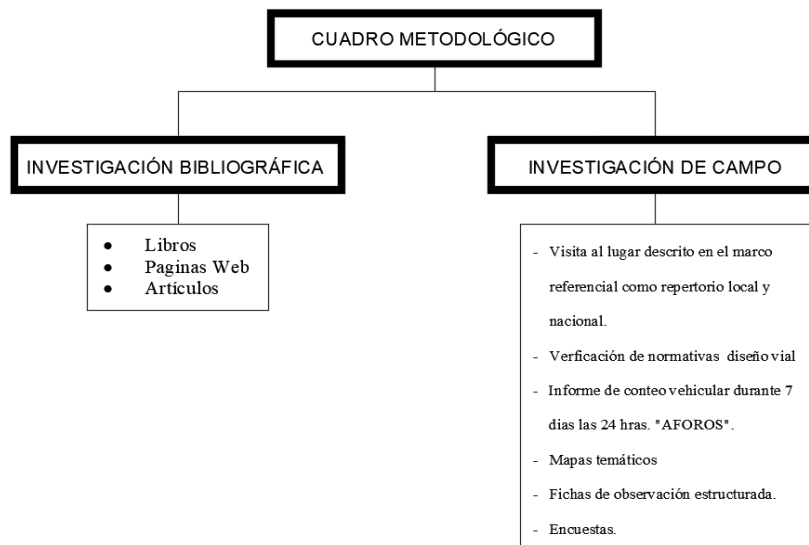 CUADRO METODOLÓGICO
INVESTIGACIÓN BIBLIOGRÁFICA
● Libros
● Paginas Web
● Artículos
INVESTIGACIÓN DE CAMPO
- Visita al lugar descrito en el marco
referencial como repertorio local y
nacional.
- Verficación de normativas diseño vial
- Informe de conteo vehicular durante 7
dias las 24 hras. "AFOROS".
- Mapas temáticos
- Fichas de observación estructurada.
- Encuestas.